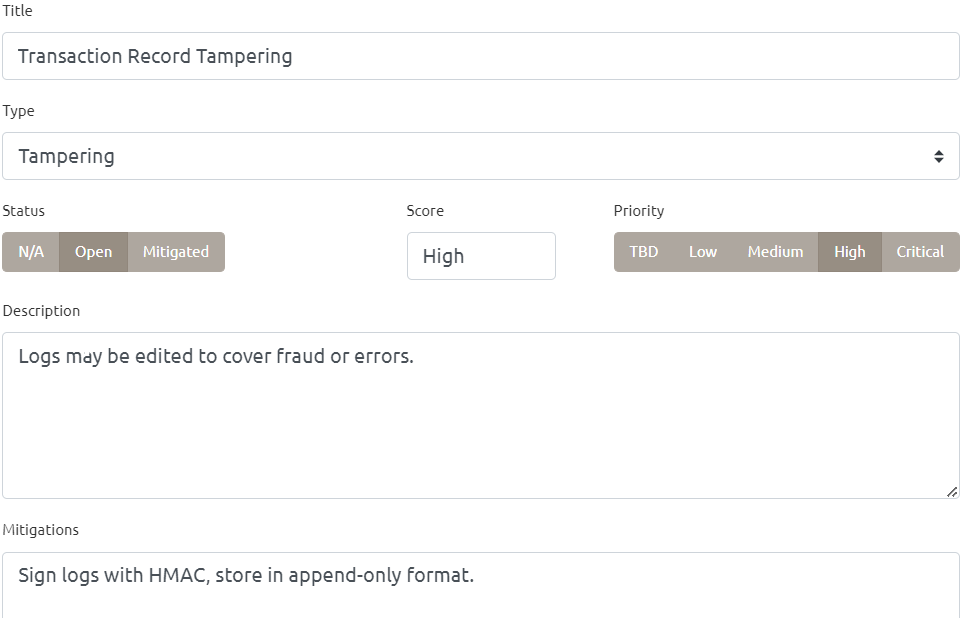 Title
Transaction Record Tampering
Type
Tampering
Status Score Priority
N/A Open Mitigated High TBD Low Medium High Critical
Description
Logs may be edited to cover fraud or errors.
Mitigations
Sign logs with HMAC, store in append-only format.